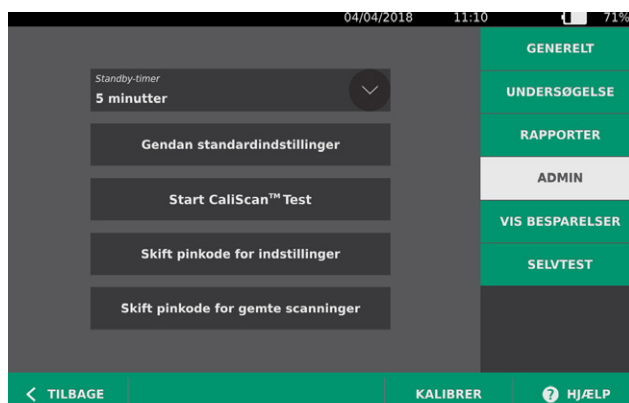 04/04/2018 11:10 71%
Standby-timer
5 minutter
Gendan standardindstillinger
Start CaliScan™ Test
Skift pinkode for indstillinger
Skift pinkode for gemte scanninger
GENERELT
UNDERSØGELSE
RAPPORTER
ADMIN
VIS BESPARELSER
SELVTEST
TILBAGE
KALIBRER
? HJÆLP